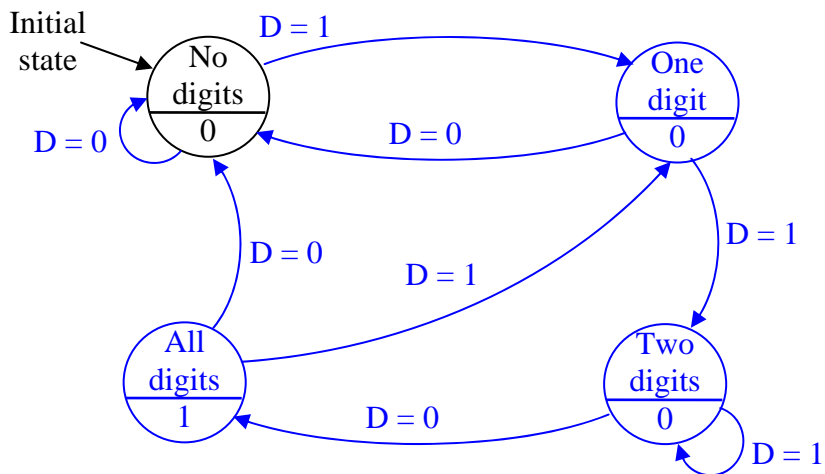 Initial
state
No
digits
0
D = 1
One
digit
0
D = 0
D = 0
D = 0
D = 1
D = 1
All
digits
1
D = 0
Two
digits
0
D = 1